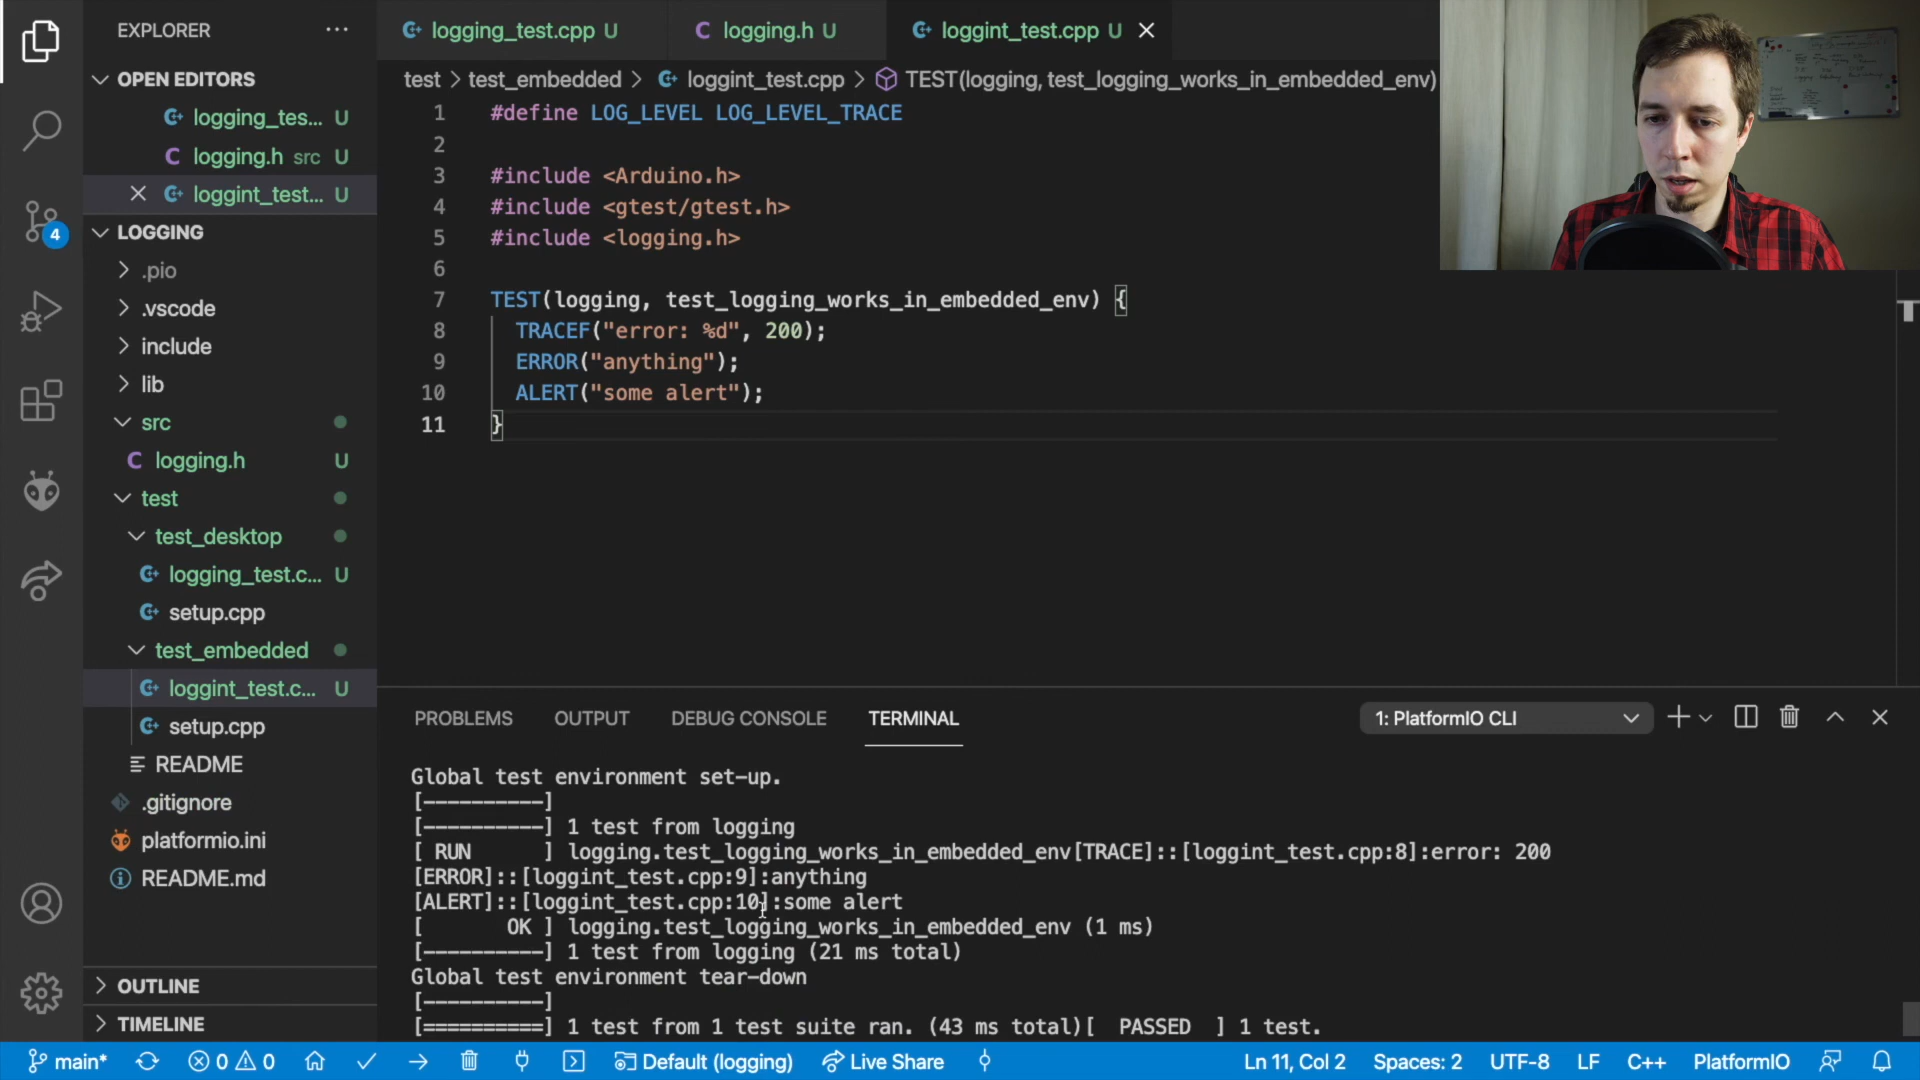 EXPLORER
OPEN EDITORS
logging_tes... U
logging.h src U
loggint_test... U
LOGGING
.pio
.vscode
include
lib
src
logging.h U
test
test_desktop
logging_test.c... U
setup.cpp
test_embedded
loggint_test.c... U
setup.cpp
README
.gitignore
platformio.ini
README.md
OUTLINE
TIMELINE
4
logging_test.cpp U
logging.h U
loggint_test.cpp U
test > test_embedded > loggint_test.cpp > TEST(logging, test_logging_works_in_embedded_env)
1 #define LOG_LEVEL LOG_LEVEL_TRACE
2
3 #include <Arduino.h>
4 #include <gtest/gtest.h>
5 #include <logging.h>
6
7 TEST(logging, test_logging_works_in_embedded_env) {
8 TRACEF("error: %d", 200);
9 ERROR("anything");
10 ALERT("some alert");
11 }
PROBLEMS OUTPUT DEBUG CONSOLE TERMINAL 1: PlatformIO CLI
Global test environment set-up.
[----------]
[----------] 1 test from logging
[ RUN      ] logging.test_logging_works_in_embedded_env[TRACE]::[loggint_test.cpp:8]:error: 200
[ERROR]::[loggint_test.cpp:9]:anything
[ALERT]::[loggint_test.cpp:10]:some alert
[       OK ] logging.test_logging_works_in_embedded_env (1 ms)
[----------] 1 test from logging (21 ms total)
Global test environment tear-down
[----------]
[==========] 1 test from 1 test suite ran. (43 ms total)[  PASSED  ] 1 test.
main* 0 0 Default (logging) Live Share Ln 11, Col 2 Spaces: 2 UTF-8 LF C++ PlatformIO